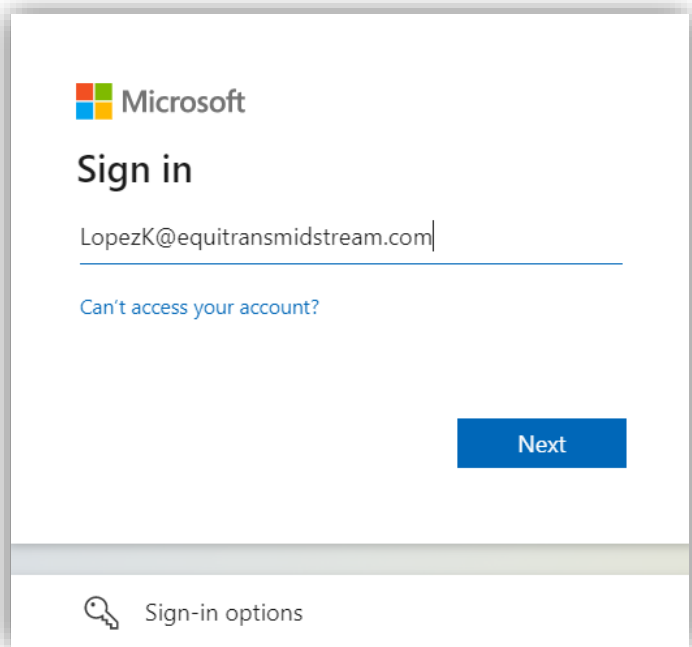 Microsoft
Sign in
LopezK@equitransmidstream.com
Can't access your account?
Next
Sign-in options